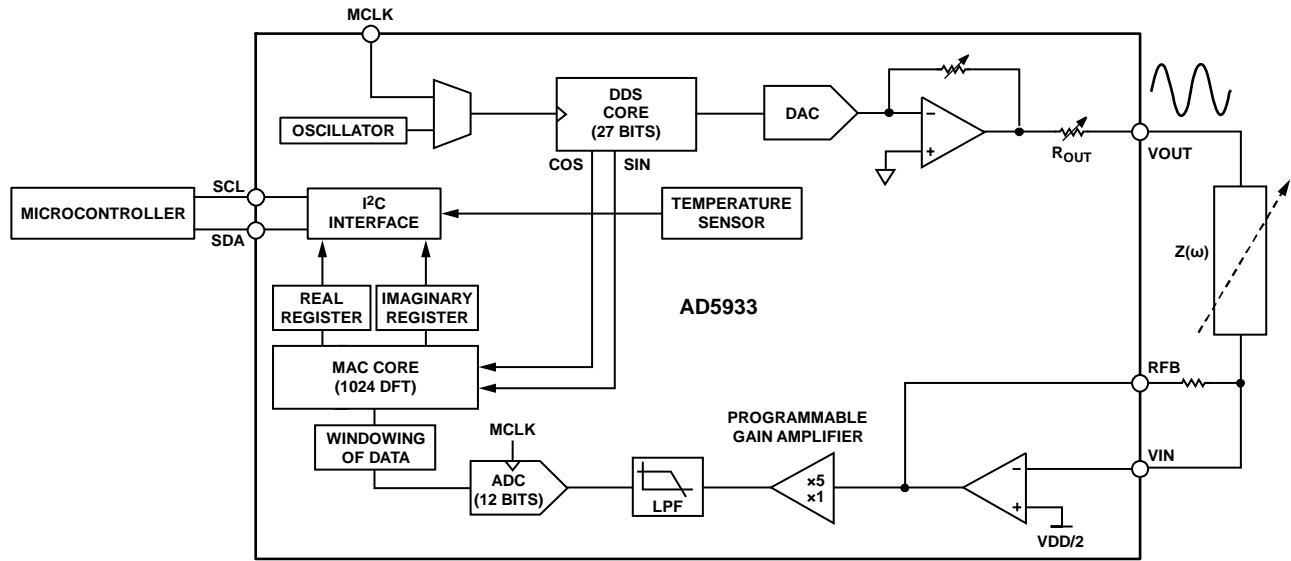 MCLK
OSCILLATOR
DDS
CORE
(27 BITS)
DAC
−
+
ROUT
VOUT
COS
SIN
SCL
MICROCONTROLLER
SDA
I2C
INTERFACE
TEMPERATURE
SENSOR
Z(ω)
REAL
REGISTER
IMAGINARY
REGISTER
AD5933
MAC CORE
(1024 DFT)
RFB
PROGRAMMABLE
GAIN AMPLIFIER
WINDOWING
OF DATA
MCLK
ADC
(12 BITS)
LPF
×5
×1
−
+
VIN
VDD/2